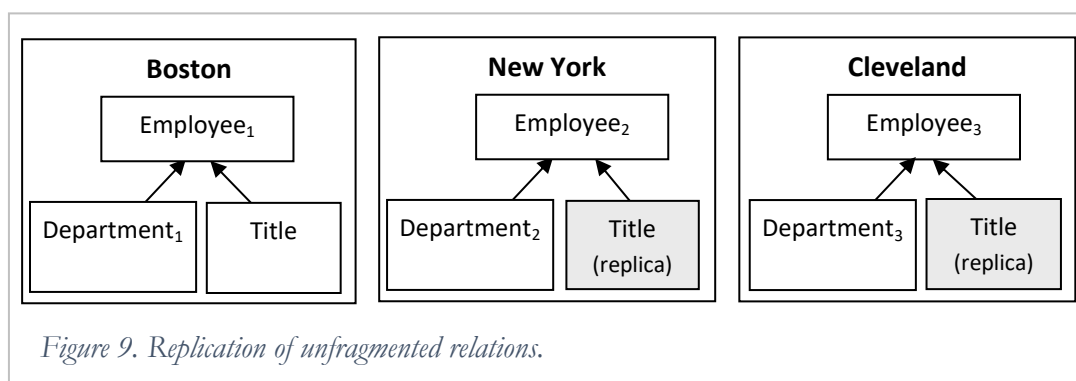 Boston
Employee₁
Department₁
Title
New York
Employee₂
Department₂
Title
(replica)
Cleveland
Employee₃
Department₃
Title
(replica)
Figure 9. Replication of unfragmented relations.